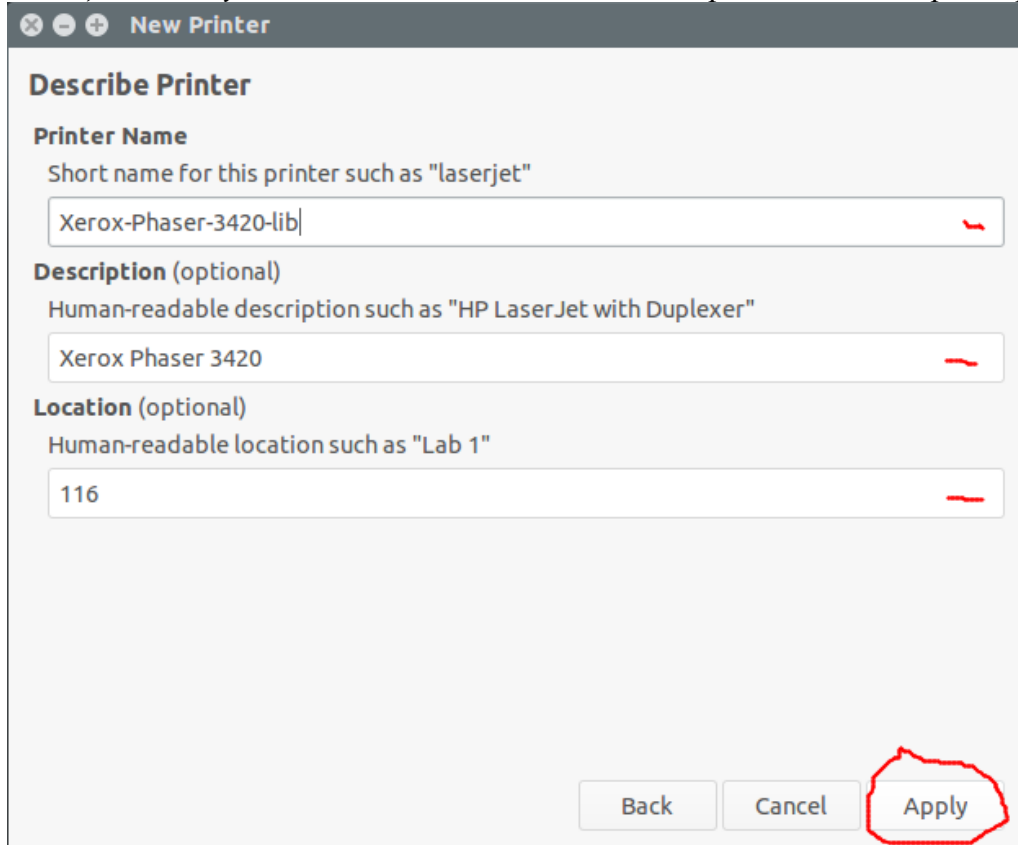 New Printer
Describe Printer
Printer Name
Short name for this printer such as "laserjet"
Xerox-Phaser-3420-lib
Description (optional)
Human-readable description such as "HP LaserJet with Duplexer"
Xerox Phaser 3420
Location (optional)
Human-readable location such as "Lab 1"
116
Back Cancel Apply